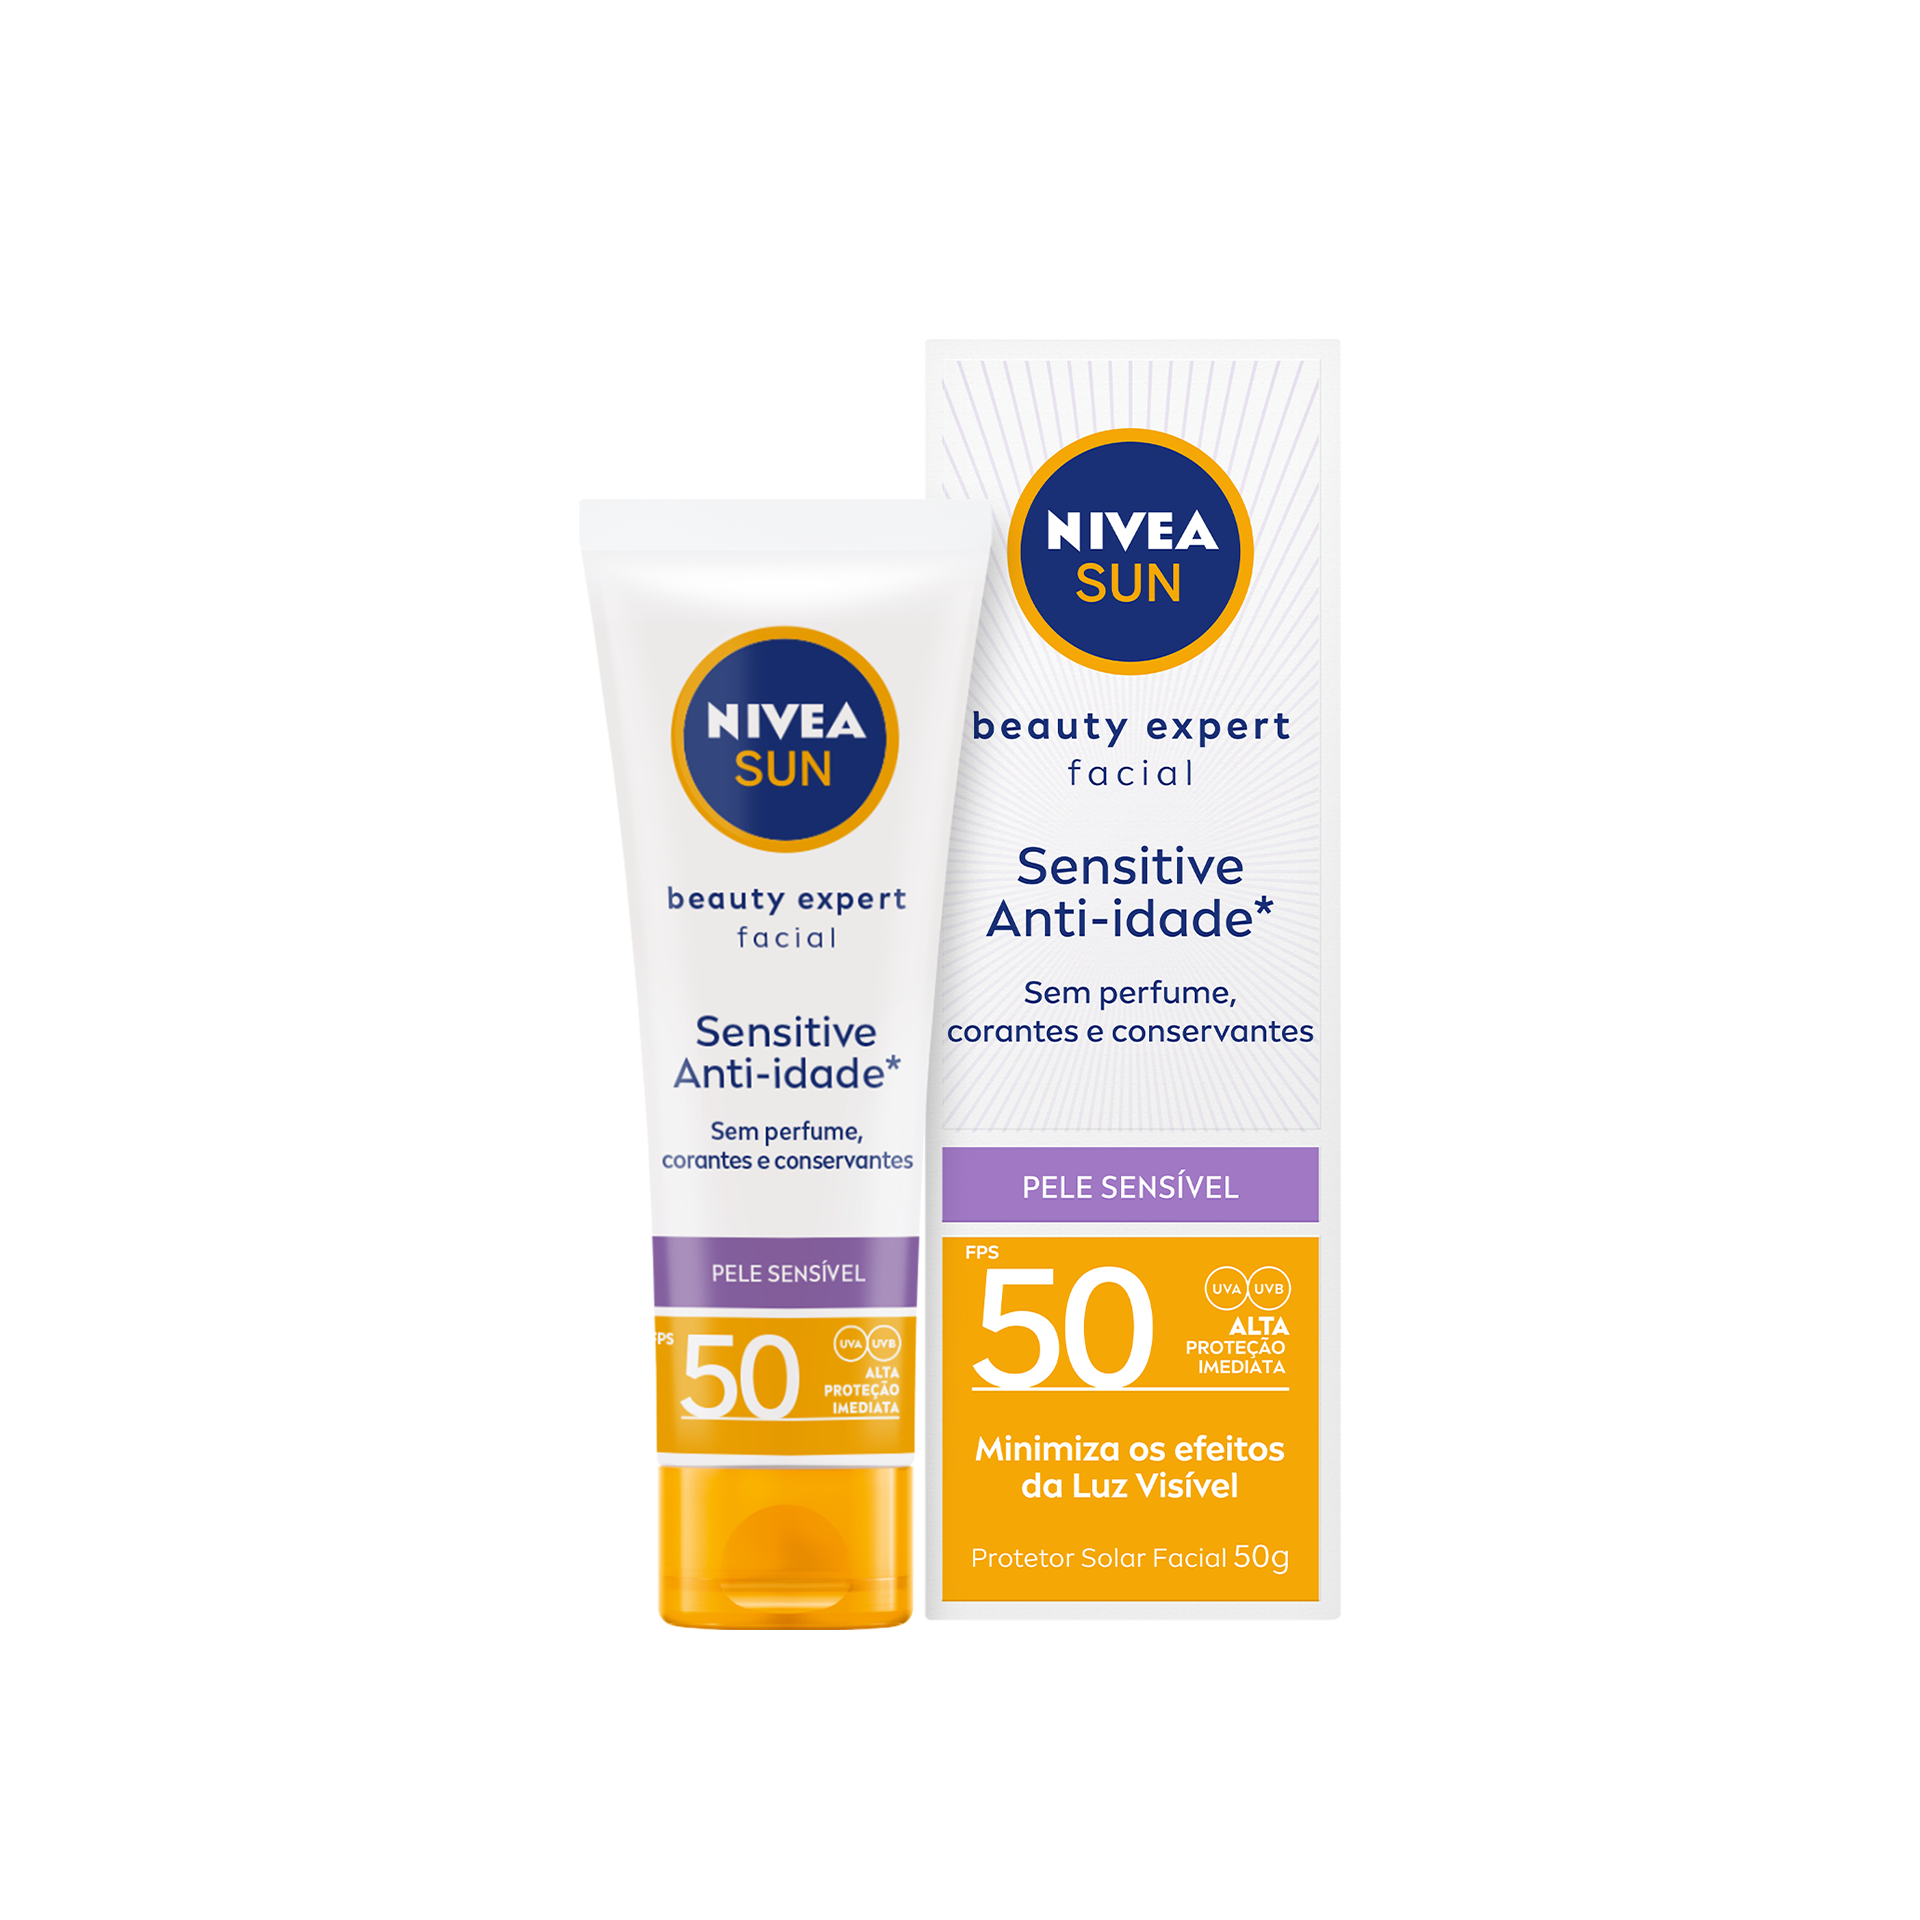 NIVEA
SUN
beauty expert
facial
Sensitive
Anti-idade*
Sem perfume,
corantes e conservantes
PELE SENSÍVEL
FPS
50
UVA UVB
ALTA
PROTEÇÃO
IMEDIATA
NIVEA
SUN
beauty expert
facial
Sensitive
Anti-idade*
Sem perfume,
corantes e conservantes
PELE SENSÍVEL
FPS
50
UVA UVB
ALTA
PROTEÇÃO
IMEDIATA
Minimiza os efeitos
da Luz Visível
Protetor Solar Facial 50g